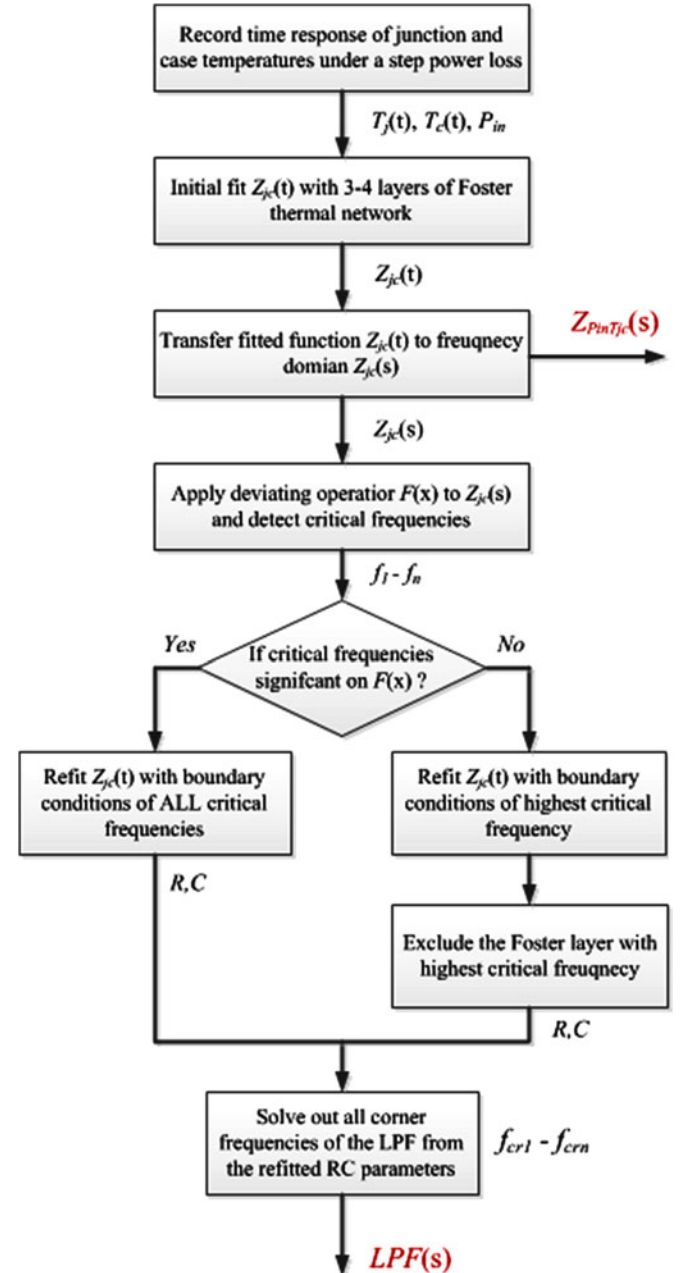 Record time response of junction and
case temperatures under a step power loss
Tj(t), Tc(t), Pin
Initial fit Zjc(t) with 3-4 layers of Foster
thermal network
Zjc(t)
Transfer fitted function Zjc(t) to freuqnecy
domian Zjc(s)
ZPinTjc(s)
Zjc(s)
Apply deviating operatior F(x) to Zjc(s)
and detect critical frequencies
f1 - fn
Yes
If critical frequencies
signifcant on F(x) ?
No
Refit Zjc(t) with boundary
conditions of ALL critical
frequencies
Refit Zjc(t) with boundary
conditions of highest critical
frequency
R,C
Exclude the Foster layer with
highest critical freuqnecy
R,C
Solve out all corner
frequencies of the LPF from
the refitted RC parameters
fcr1 - fcrn
LPF(s)